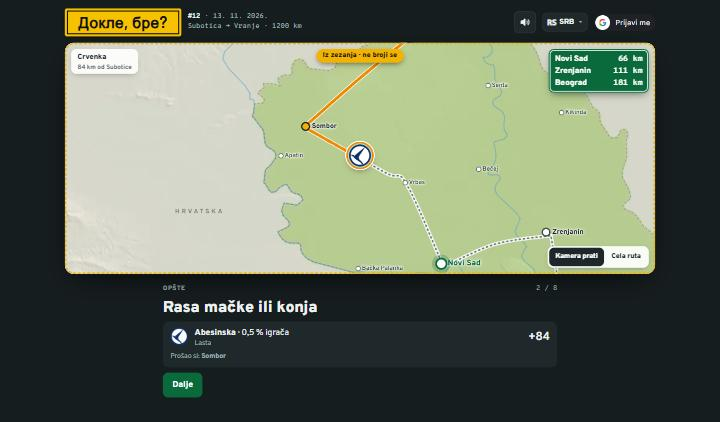 Докле, бре?
#12 · 13. 11. 2026.
Subotica → Vranje · 1200 km
RS SRB
Prijavi me
Crvenka
84 km od Subotice
Iz zezanja · ne broji se
Novi Sad 66 km
Zrenjanin 111 km
Beograd 181 km
Senta
Kikinda
Sombor
Apatin
Bečej
Vrbas
HRVATSKA
Zrenjanin
Novi Sad
Bačka Palanka
Kamera prati
Cela ruta
OPŠTE
2 / 8
Rasa mačke ili konja
Abesinska · 0,5 % igrača
+84
Lasta
Prošao si: Sombor
Dalje